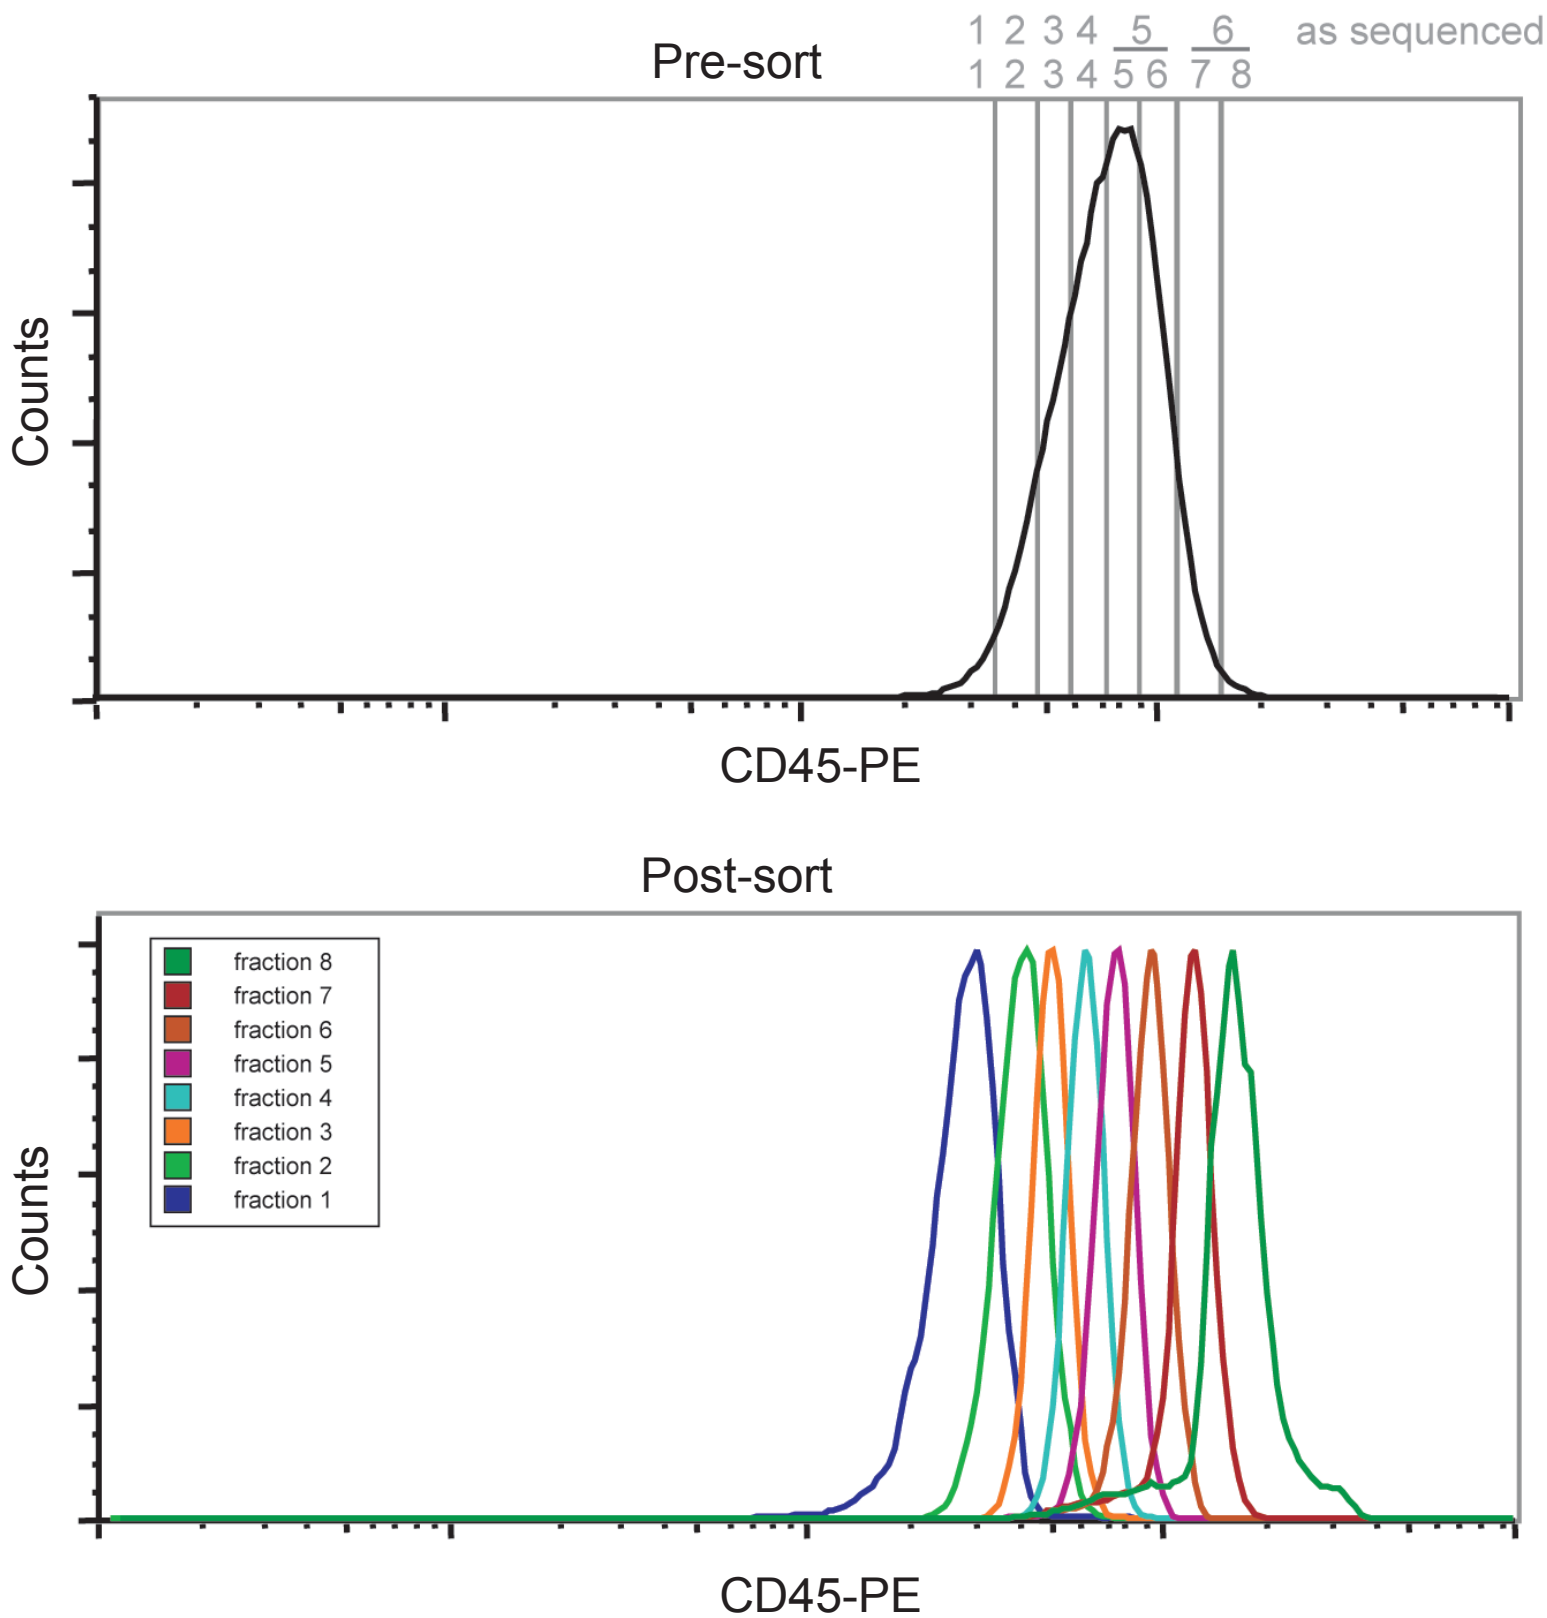 1 2 3 4 5 6 as sequenced
Pre-sort
1 2 3 4 5 6 7 8
Counts
CD45-PE
Post-sort
fraction 8
fraction 7
fraction 6
fraction 5
fraction 4
fraction 3
fraction 2
fraction 1
Counts
CD45-PE